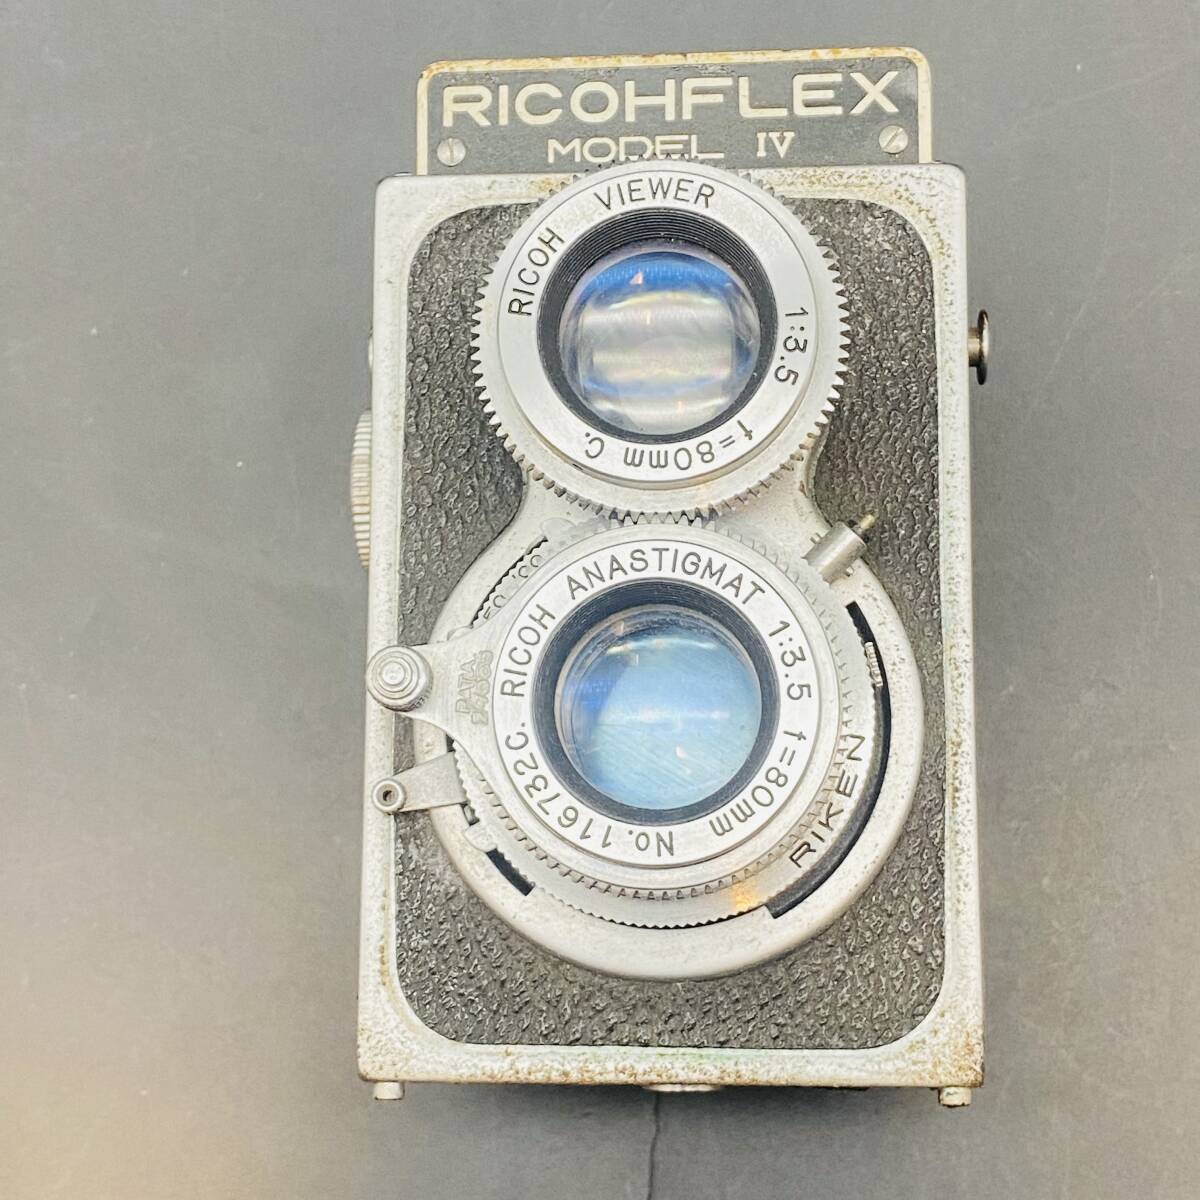 RICOHFLEX
MODEL IV
RICOH VIEWER 1:3.5 f=80mm C.
RICOH ANASTIGMAT 1:3.5 f=80mm No.116732C.
RIKEN